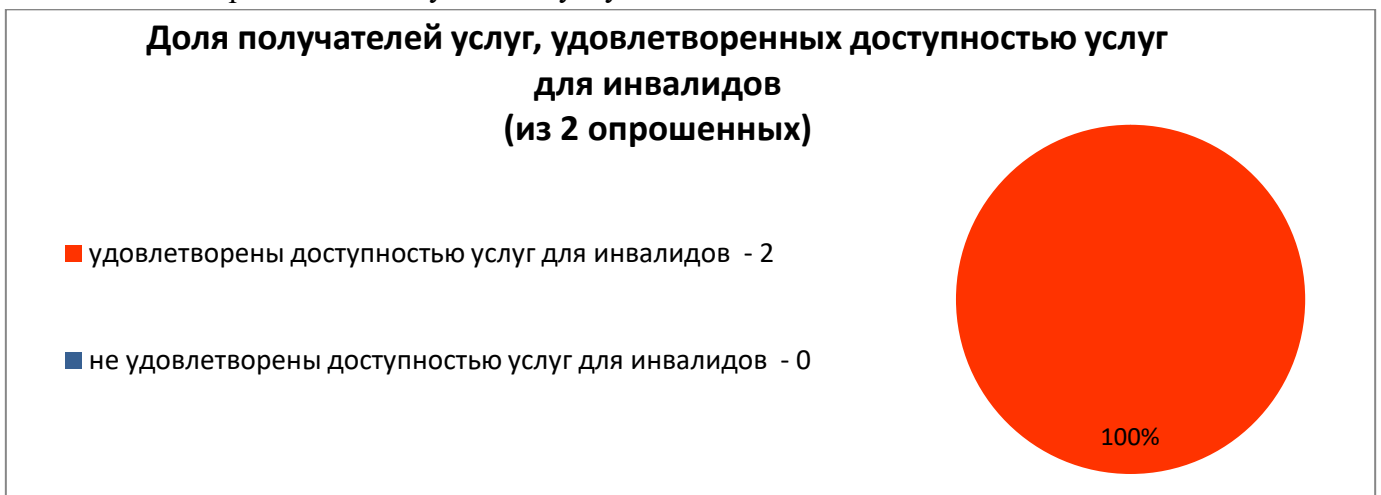 Доля получателей услуг, удовлетворенных доступностью услуг
для инвалидов
(из 2 опрошенных)
удовлетворены доступностью услуг для инвалидов - 2
не удовлетворены доступностью услуг для инвалидов - 0
100%